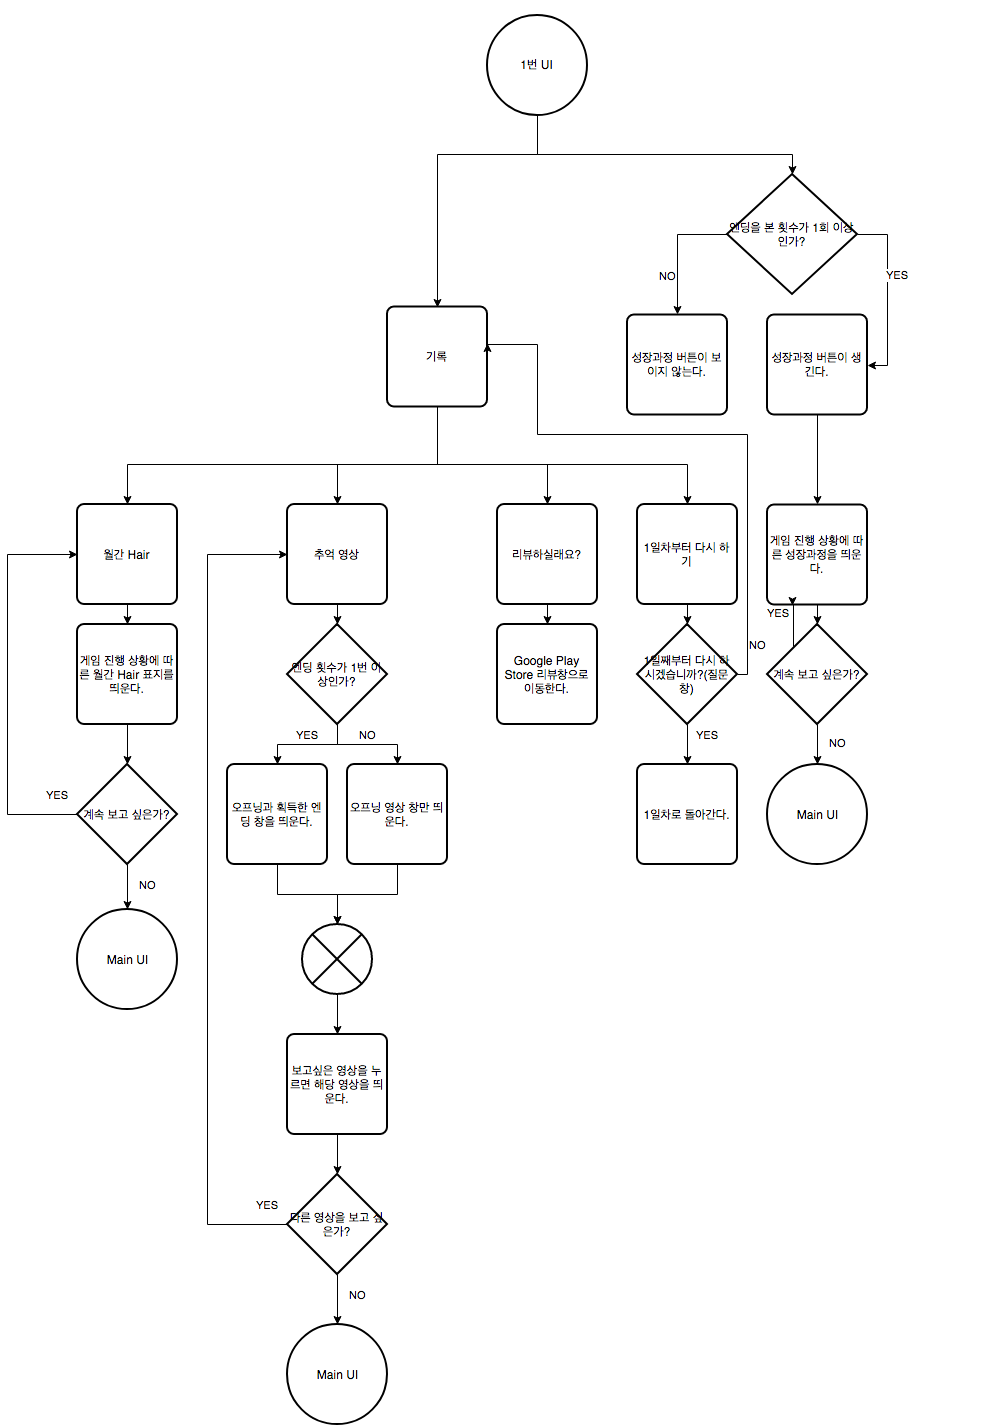 1번 UI
엔딩을 본 횟수가 1회 이상
인가?
NO
YES
기록
성장과정 버튼이 보
이지 않는다.
성장과정 버튼이 생
긴다.
월간 Hair
추억 영상
리뷰하실래요?
1일차부터 다시 하
기
게임 진행 상황에 따
른 성장과정을 띄운
다.
YES
NO
게임 진행 상황에 따
른 월간 Hair 표지를
띄운다.
엔딩 횟수가 1번 이
상인가?
Google Play
Store 리뷰창으로
이동한다.
1일째부터 다시 하
시겠습니까?(질문
창)
계속 보고 싶은가?
YES
NO
YES
NO
YES
계속 보고 싶은가?
오프닝과 획득한 엔
딩 창을 띄운다.
오프닝 영상 창만 띄
운다.
1일차로 돌아간다.
Main UI
NO
Main UI
보고싶은 영상을 누
르면 해당 영상을 띄
운다.
YES
다른 영상을 보고 싶
은가?
NO
Main UI